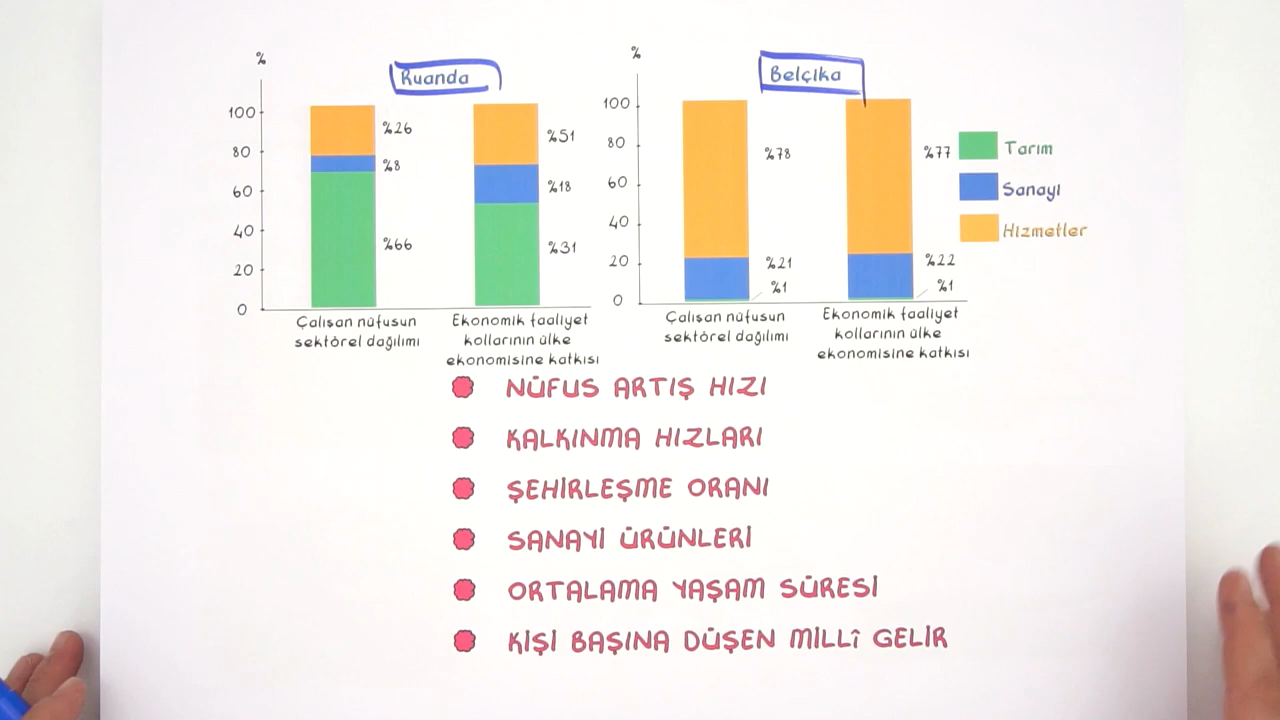 %
Ruanda
100
80
60
40
20
0
%26
%8
%66
%51
%18
%31
Çalışan nüfusun
sektörel dağılımı
Ekonomik faaliyet
kollarının ülke
ekonomisine katkısı
%
Belçika
100
80
60
40
20
0
%78
%21
%1
%77
%22
%1
Çalışan nüfusun
sektörel dağılımı
Ekonomik faaliyet
kollarının ülke
ekonomisine katkısı
Tarım
Sanayi
Hizmetler
NÜFUS ARTIŞ HIZI
KALKINMA HIZLARI
ŞEHİRLEŞME ORANI
SANAYİ ÜRÜNLERİ
ORTALAMA YAŞAM SÜRESİ
KİŞİ BAŞINA DÜŞEN MİLLÎ GELİR